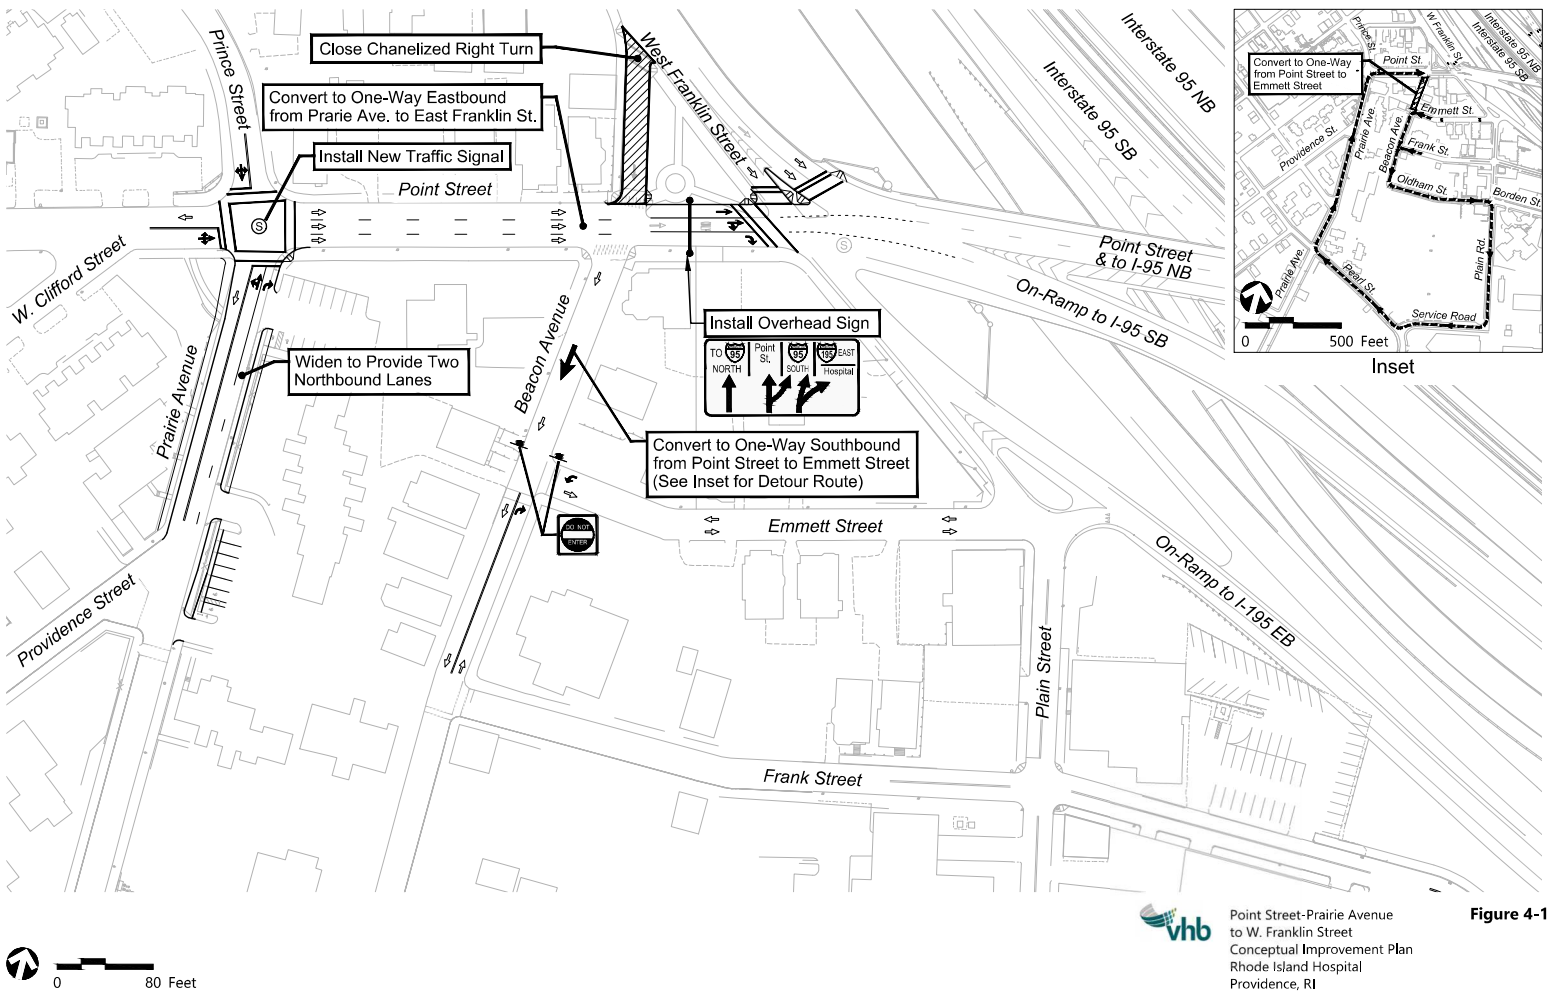 Close Chanelized Right Turn
Convert to One-Way Eastbound
from Prarie Ave. to East Franklin St.
Install New Traffic Signal
Prince Street
Point Street
West Franklin Street
Interstate 95 NB
Interstate 95 NB
Interstate 95 SB
S
S
W. Clifford Street
Prairie Avenue
Widen to Provide Two
Northbound Lanes
Beacon Avenue
Install Overhead Sign
TO 95
NORTH
Point
St.
95
SOUTH
195 EAST
Hospital
Point Street
& to I-95 NB
On-Ramp to I-95 SB
Convert to One-Way Southbound
from Point Street to Emmett Street
(See Inset for Detour Route)
DO NOT
ENTER
Emmett Street
On-Ramp to I-195 EB
Providence Street
Plain Street
Frank Street
Prince St.
W Franklin St.
Interstate 95 NB
Interstate 95 SB
Point St.
Convert to One-Way
from Point Street to
Emmett Street
Emmett St.
Prairie Ave.
Beacon Ave.
Providence St.
Frank St.
Oldham St.
Borden St.
Plain Rd.
Prairie Ave.
Pearl St.
Service Road
0 500 Feet
Inset
vhb
Point Street-Prairie Avenue
to W. Franklin Street
Conceptual Improvement Plan
Rhode Island Hospital
Providence, RI
Figure 4-1
0 80 Feet